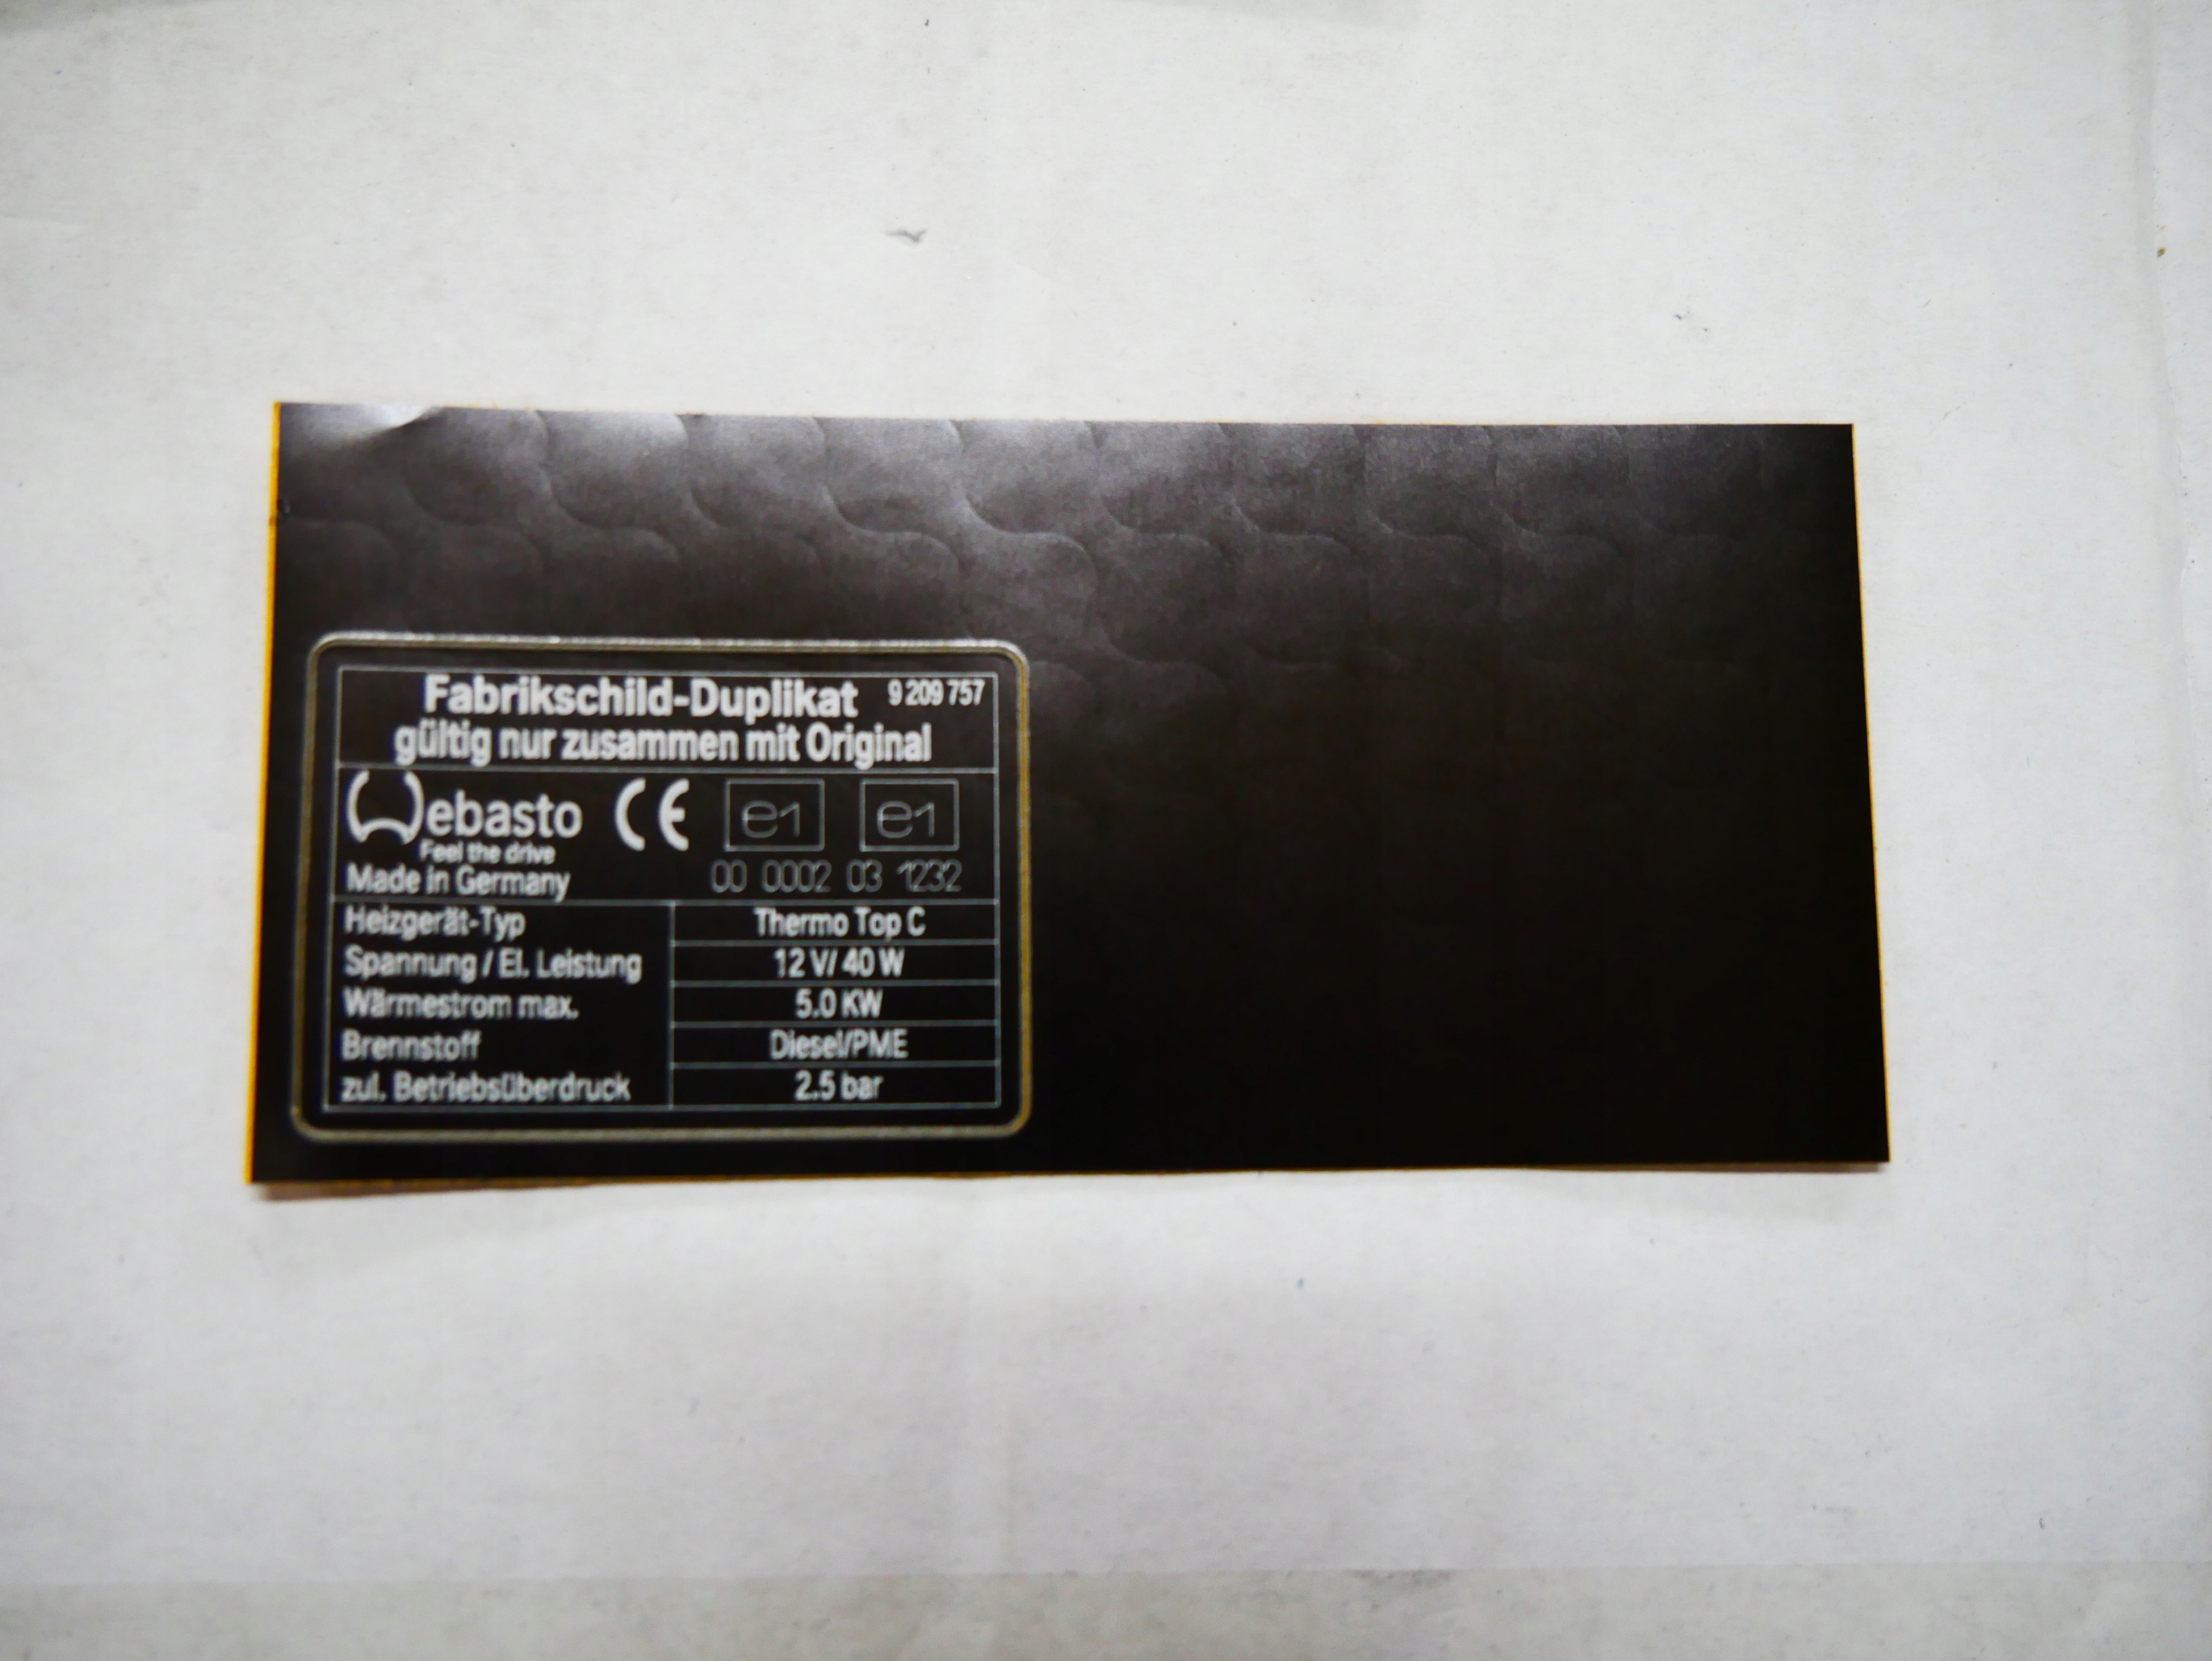 Fabrikschild-Duplikat 9 209 757
gültig nur zusammen mit Original
Webasto CE e1 e1
Feel the drive
Made in Germany 00 0002 03 1232
Heizgerät-Typ Thermo Top C
Spannung / El. Leistung 12 V/ 40 W
Wärmestrom max. 5.0 KW
Brennstoff Diesel/PME
zul. Betriebsüberdruck 2.5 bar